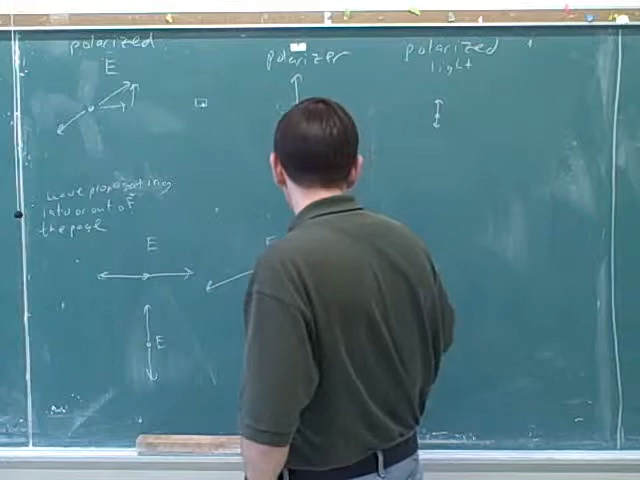 polarized
E
polarizer
polarized
light
wave propagating
into or out of
the page
E
E
E